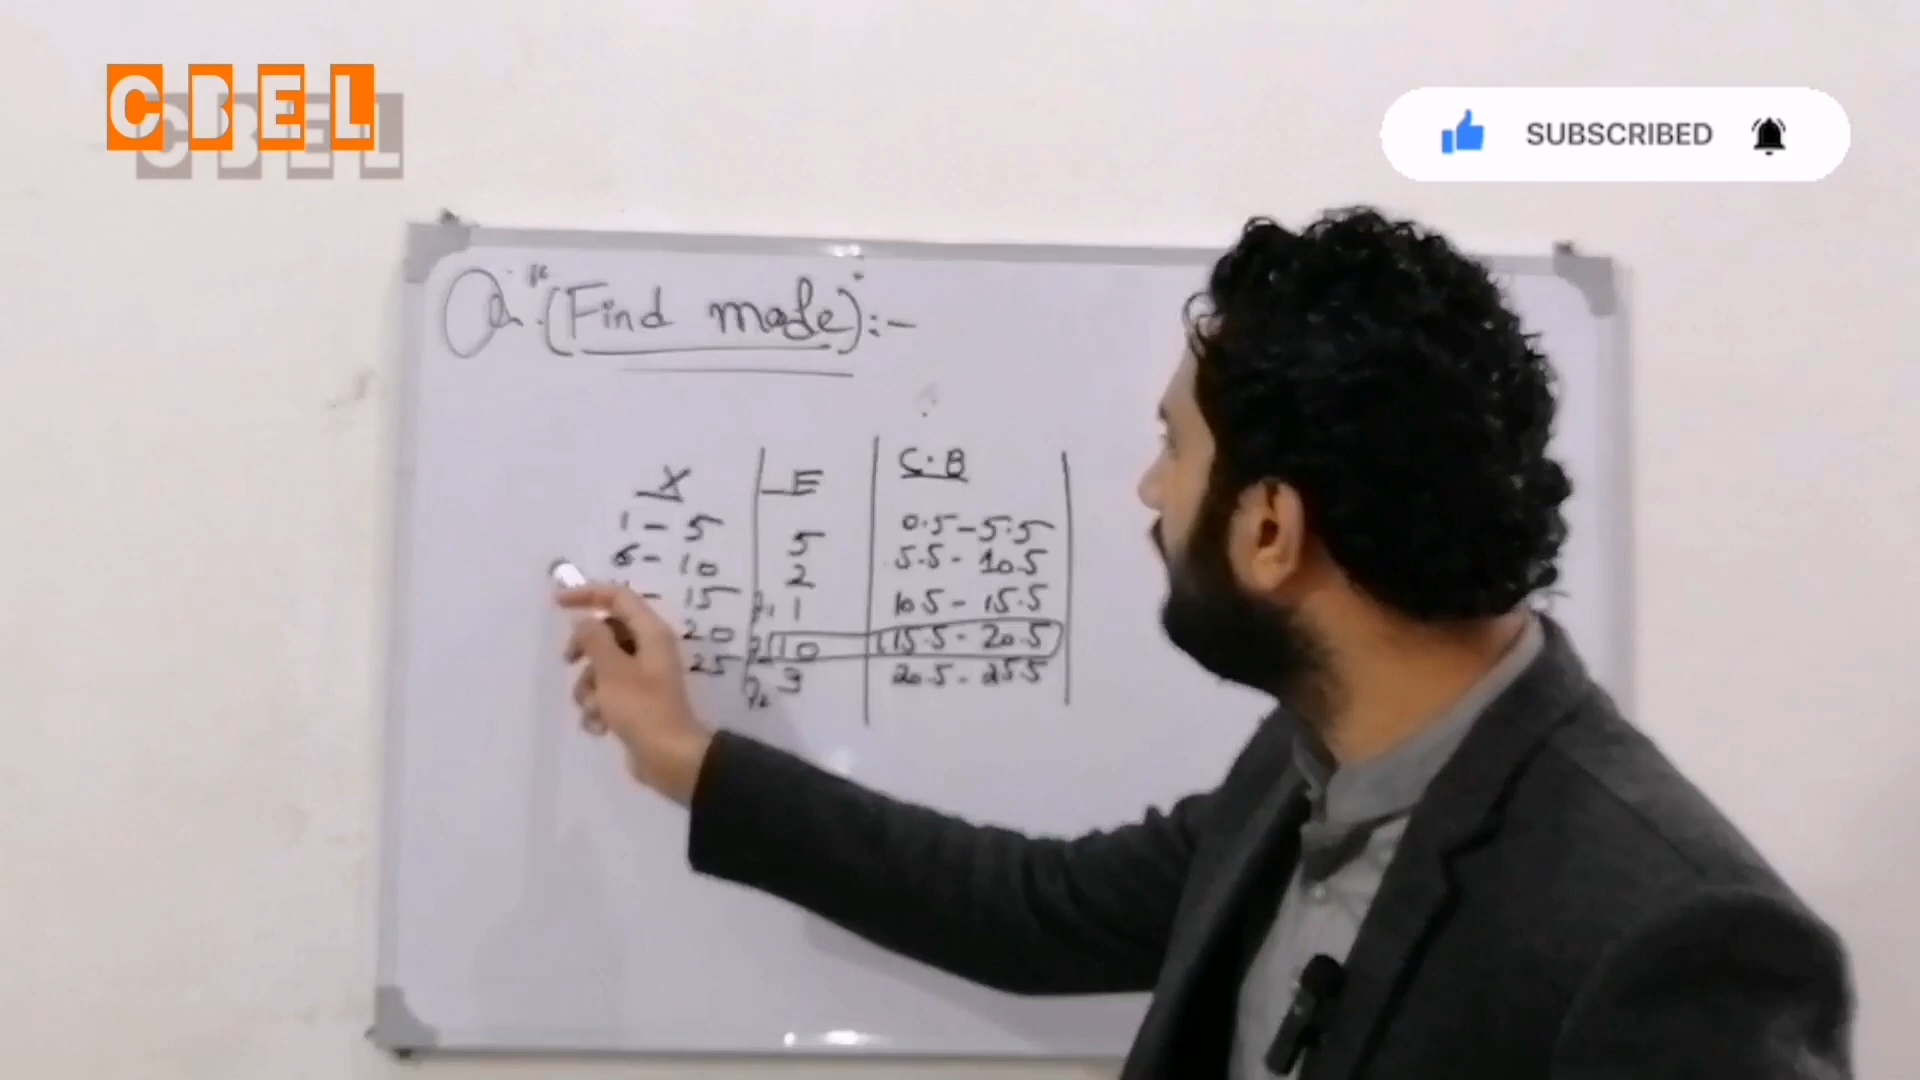 CBEL
SUBSCRIBED
Q. "(Find mode)":-
X F C.B
1 - 5 5 0.5 - 5.5
6 - 10 2 5.5 - 10.5
- 15 1 10.5 - 15.5
20 10 15.5 - 20.5
25 3 20.5 - 25.5